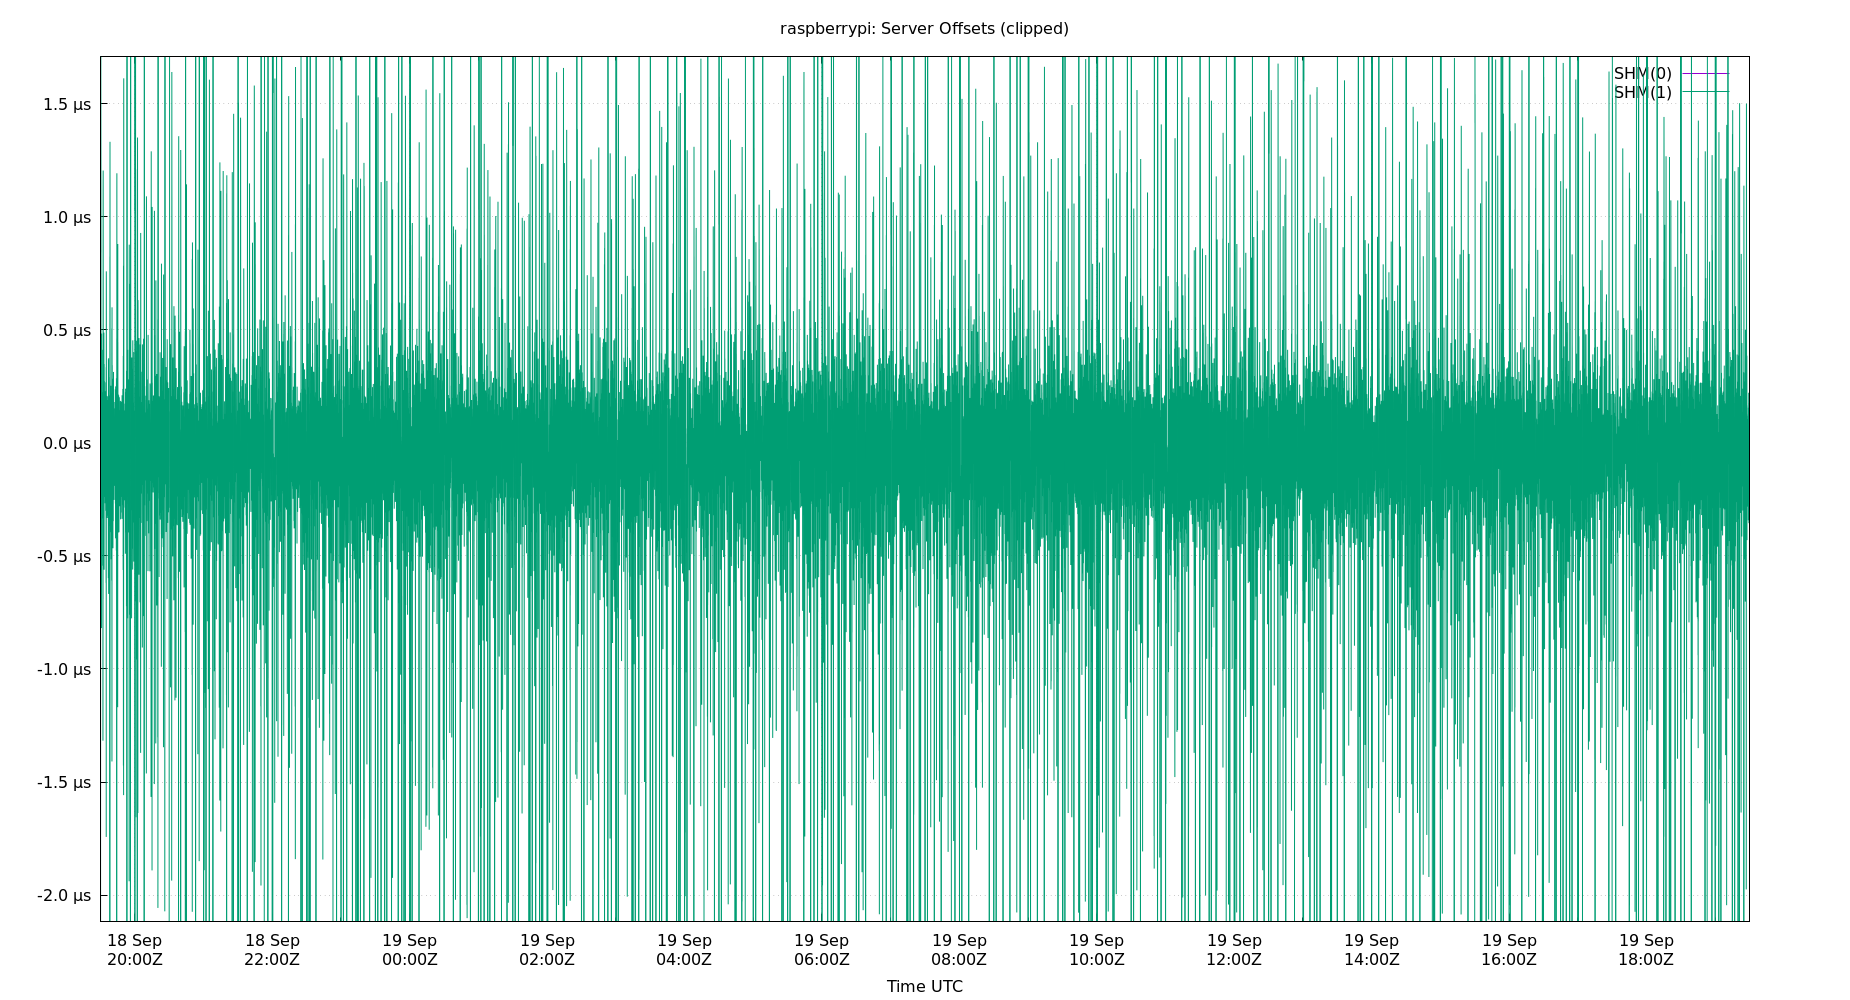 raspberrypi: Server Offsets (clipped)
SHM(0)
SHM(1)
1.5 µs
1.0 µs
0.5 µs
0.0 µs
-0.5 µs
-1.0 µs
-1.5 µs
-2.0 µs
18 Sep 18 Sep 19 Sep 19 Sep 19 Sep 19 Sep 19 Sep 19 Sep 19 Sep 19 Sep 19 Sep 19 Sep
20:00Z 22:00Z 00:00Z 02:00Z 04:00Z 06:00Z 08:00Z 10:00Z 12:00Z 14:00Z 16:00Z 18:00Z
Time UTC